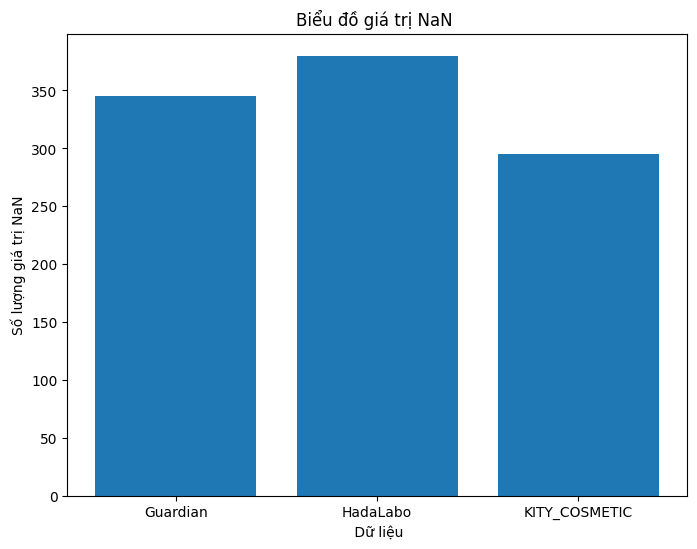 Biểu đồ giá trị NaN
Số lượng giá trị NaN
350
300
250
200
150
100
50
0
Guardian
HadaLabo
KITY_COSMETIC
Dữ liệu